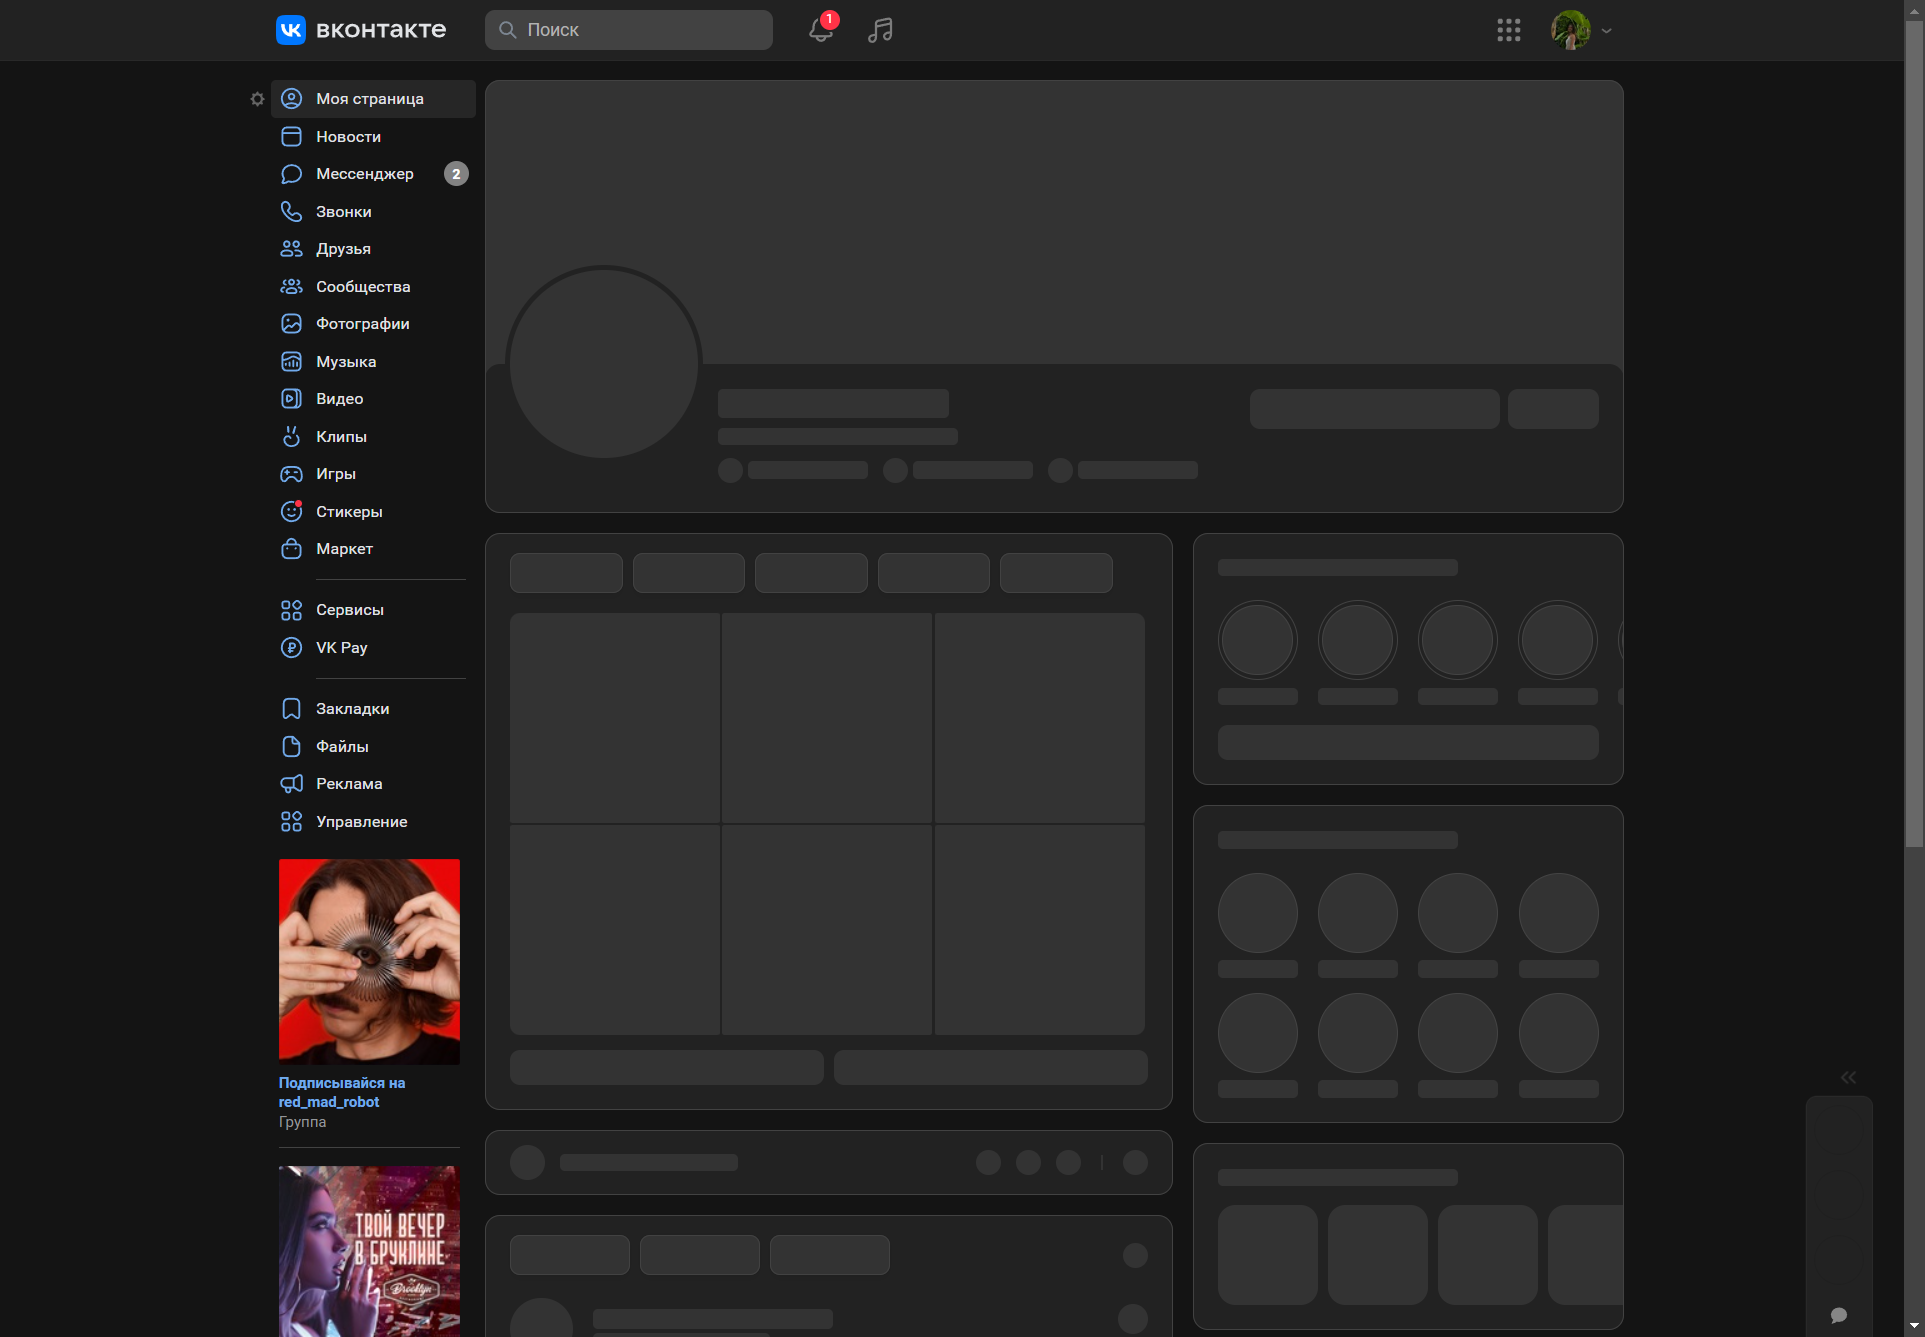 вконтакте
Поиск
1
Моя страница
Новости
Мессенджер 2
Звонки
Друзья
Сообщества
Фотографии
Музыка
Видео
Клипы
Игры
Стикеры
Маркет
Сервисы
VK Pay
Закладки
Файлы
Реклама
Управление
Подписывайся на
red_mad_robot
Группа
ТВОЙ ВЕЧЕР
В БРУКЛИНЕ
Brooklyn